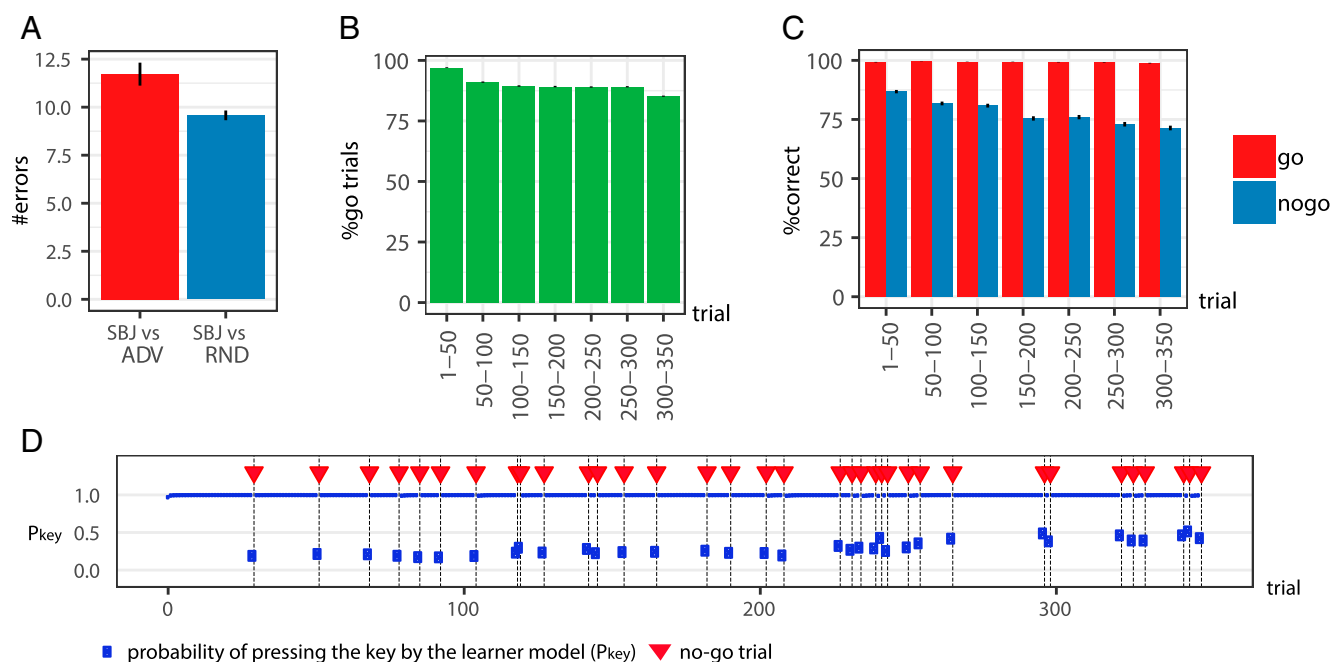 A
B
C
12.5
10.0
7.5
5.0
2.5
0.0
#errors
SBJ vs ADV
SBJ vs RND
100
75
50
25
0
%go trials
trial
1–50
50–100
100–150
150–200
200–250
250–300
300–350
100
75
50
25
0
%correct
trial
1–50
50–100
100–150
150–200
200–250
250–300
300–350
go
nogo
D
1.0
0.5
0.0
Pkey
0
100
200
300
trial
probability of pressing the key by the learner model (Pkey)
no-go trial